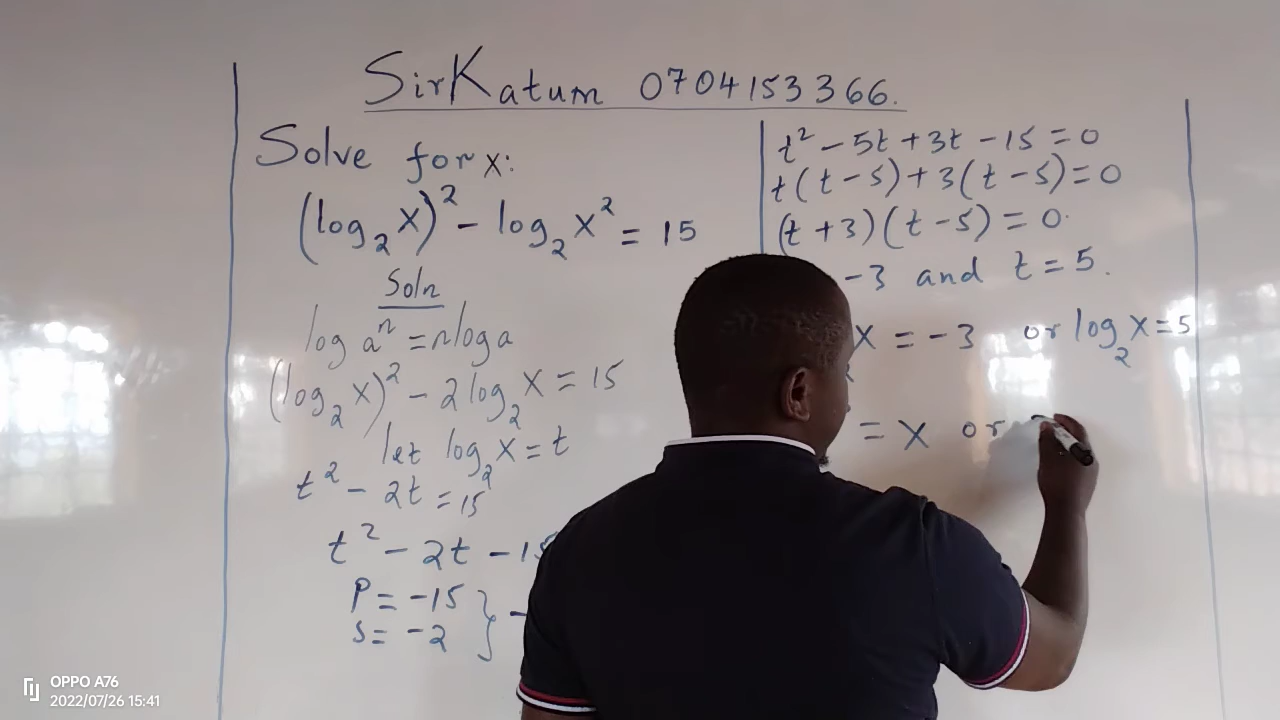 SirKatum 0704153366.
Solve for x:
(log₂x)² - log₂x² = 15
Soln
log aⁿ = nloga
(log₂x)² - 2log₂x = 15
let log₂x = t
t² - 2t = 15
t² - 2t - 15
P = -15
S = -2 } -
t² - 5t + 3t - 15 = 0
t(t-5) + 3(t-5) = 0
(t+3)(t-5) = 0.
-3 and t = 5.
x = -3 or log₂x = 5
= x or
OPPO A76
2022/07/26 15:41